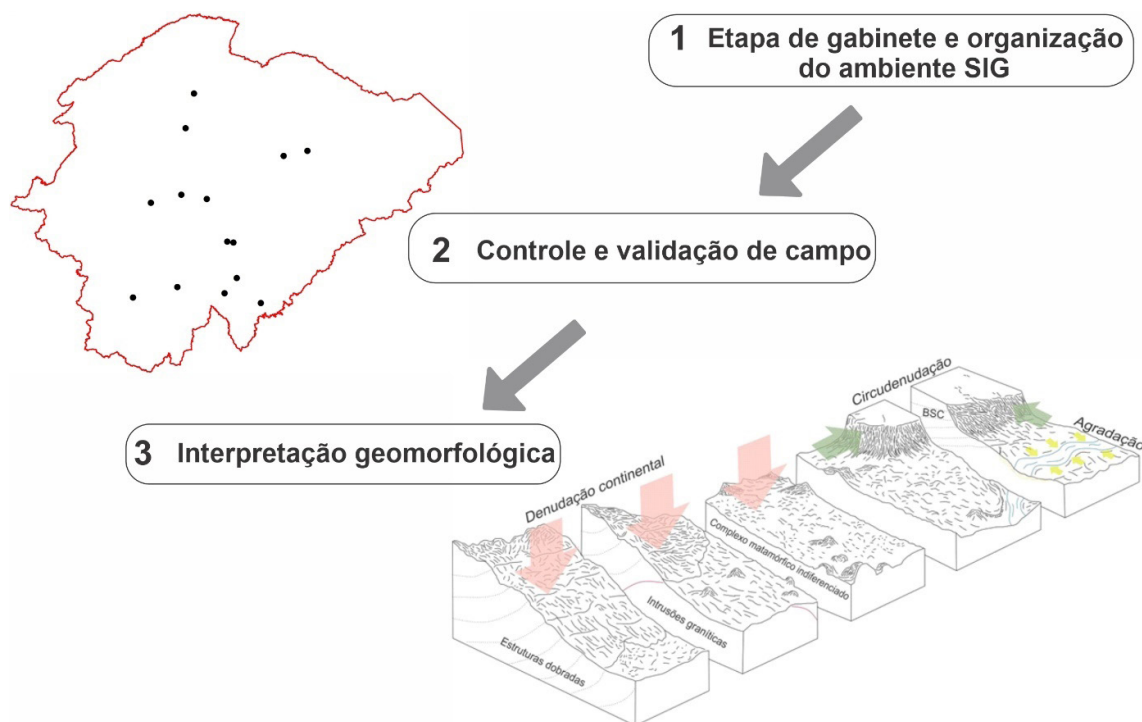 1 Etapa de gabinete e organização
do ambiente SIG
2 Controle e validação de campo
3 Interpretação geomorfológica
Circudenudação
BSC
Agradação
Denudação continental
Complexo matamórfico indiferenciado
Intrusões graníticas
Estruturas dobradas